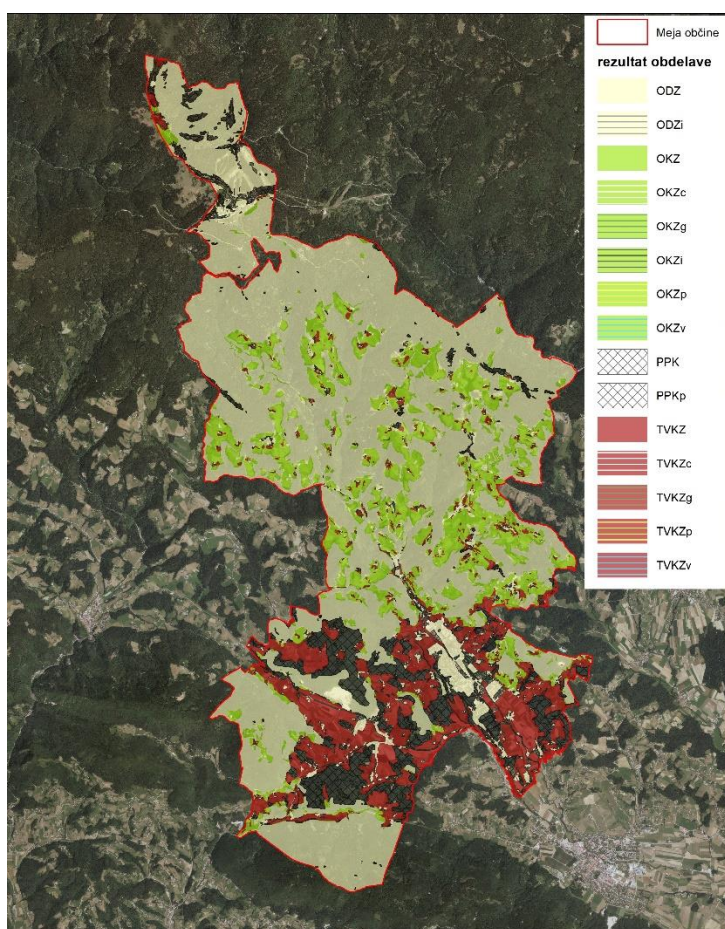 Meja občine
rezultat obdelave
ODZ
ODZi
OKZ
OKZc
OKZg
OKZi
OKZp
OKZv
PPK
PPKp
TVKZ
TVKZc
TVKZg
TVKZp
TVKZv